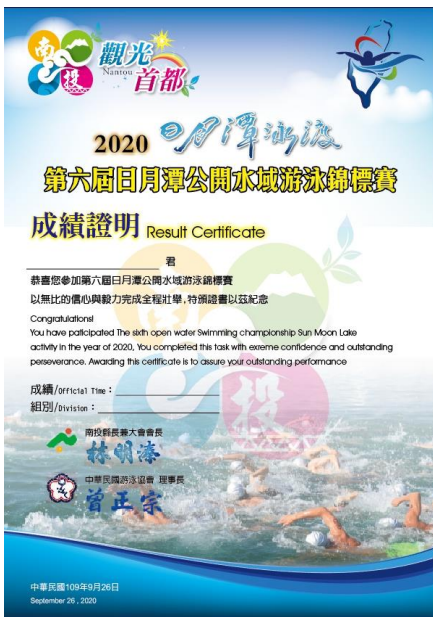 南投
觀光
Nantou
首都
2020 日月潭泳渡
第六屆日月潭公開水域游泳錦標賽
成績證明 Result Certificate
君
恭喜您參加第六屆日月潭公開水域游泳錦標賽
以無比的信心與毅力完成全程壯舉,特頒證書以茲紀念
Congratulations!
You have paticipated The sixth open water Swimming championship Sun Moon Lake
activity in the year of 2020, You completed this task with exreme confidence and outstanding
perseverance. Awarding this certificate is to assure your outstanding performance
成績/Official Time:
組別/Division:
投
南投縣長兼大會會長
林明溱
中華民國游泳協會 理事長
曾正宗
中華民國109年9月26日
September 26 , 2020